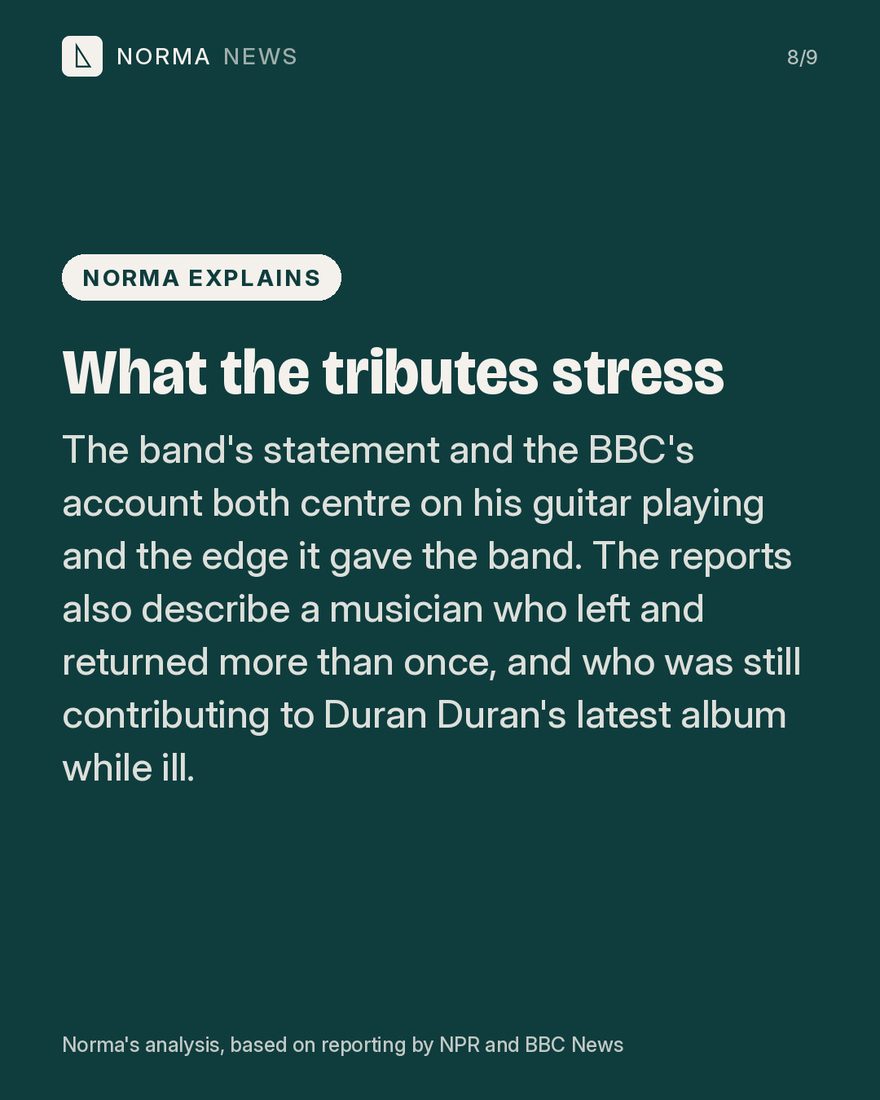 NORMA NEWS
8/9
NORMA EXPLAINS
What the tributes stress
The band's statement and the BBC's
account both centre on his guitar playing
and the edge it gave the band. The reports
also describe a musician who left and
returned more than once, and who was still
contributing to Duran Duran's latest album
while ill.
Norma's analysis, based on reporting by NPR and BBC News